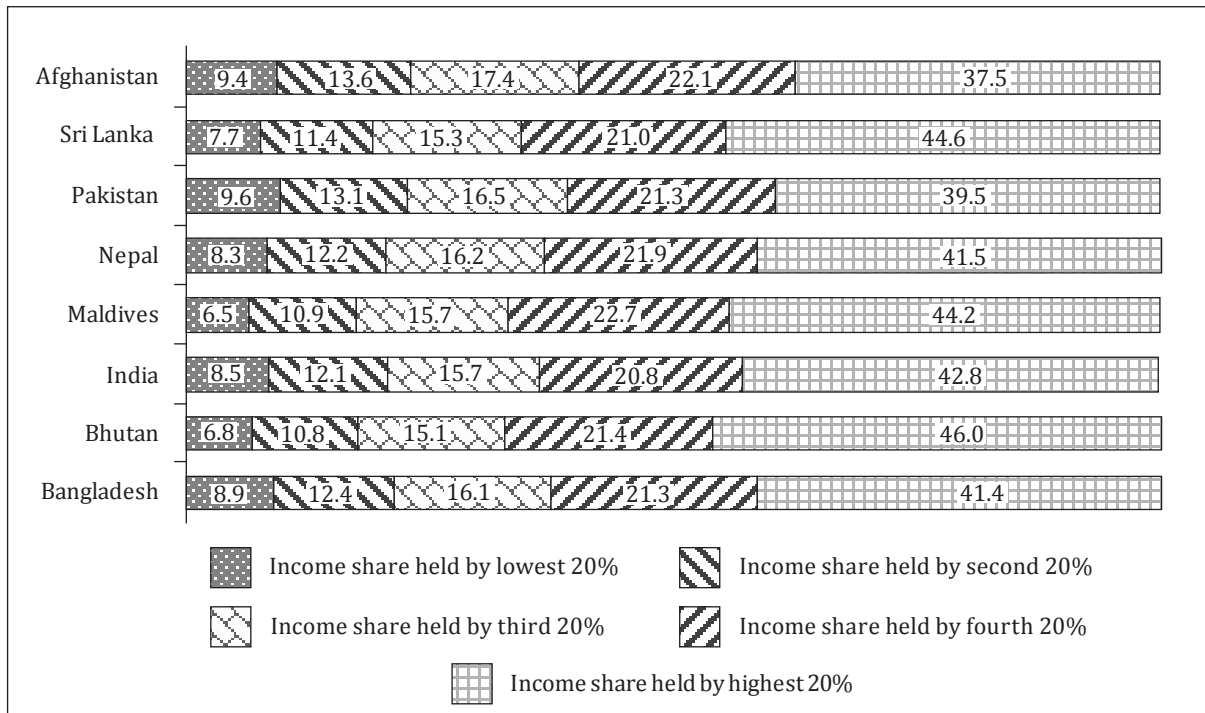 Afghanistan 9.4 13.6 17.4 22.1 37.5
Sri Lanka 7.7 11.4 15.3 21.0 44.6
Pakistan 9.6 13.1 16.5 21.3 39.5
Nepal 8.3 12.2 16.2 21.9 41.5
Maldives 6.5 10.9 15.7 22.7 44.2
India 8.5 12.1 15.7 20.8 42.8
Bhutan 6.8 10.8 15.1 21.4 46.0
Bangladesh 8.9 12.4 16.1 21.3 41.4
Income share held by lowest 20% Income share held by second 20%
Income share held by third 20% Income share held by fourth 20%
Income share held by highest 20%